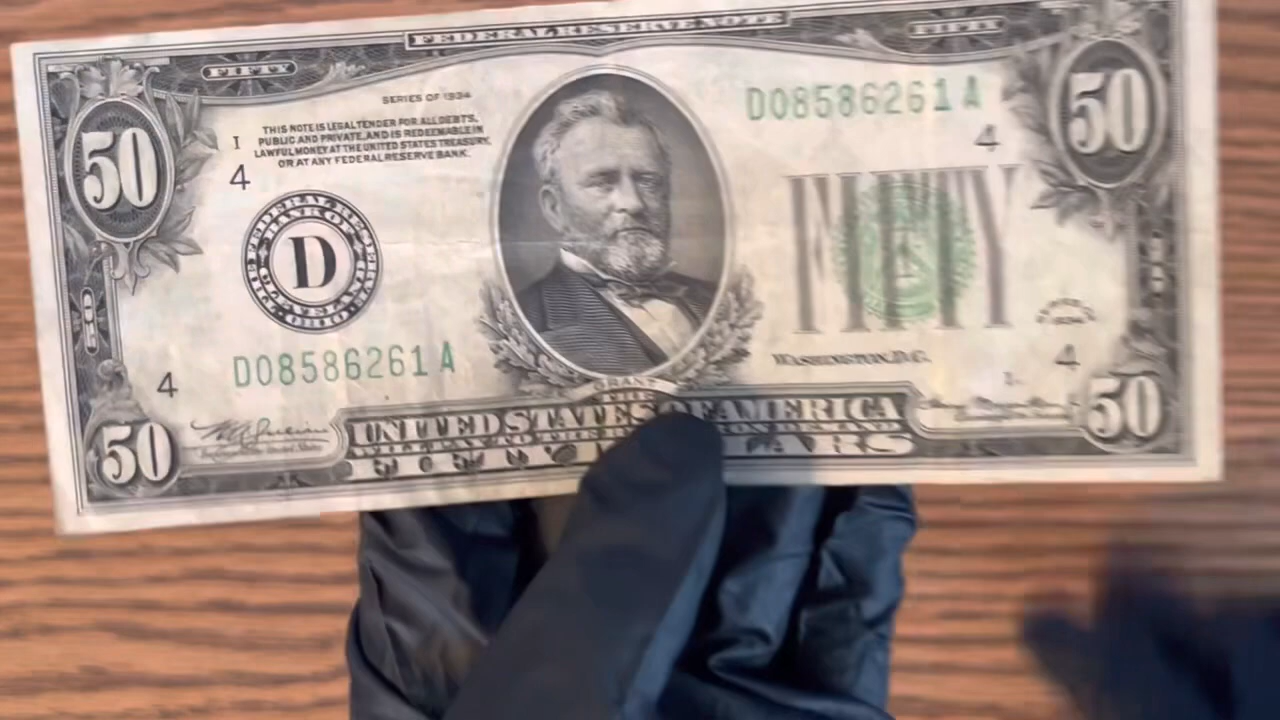 FEDERAL RESERVE NOTE
FIFTY
FIFTY
50
50
SERIES OF 1934
D08586261A
I
THIS NOTE IS LEGAL TENDER FOR ALL DEBTS,
PUBLIC AND PRIVATE, AND IS REDEEMABLE IN
LAWFUL MONEY AT THE UNITED STATES TREASURY,
OR AT ANY FEDERAL RESERVE BANK.
4
4
FIFTY
D
D08586261A
WASHINGTON, D.C.
4
4
GRANT
50
50
UNITED STATES OF AMERICA